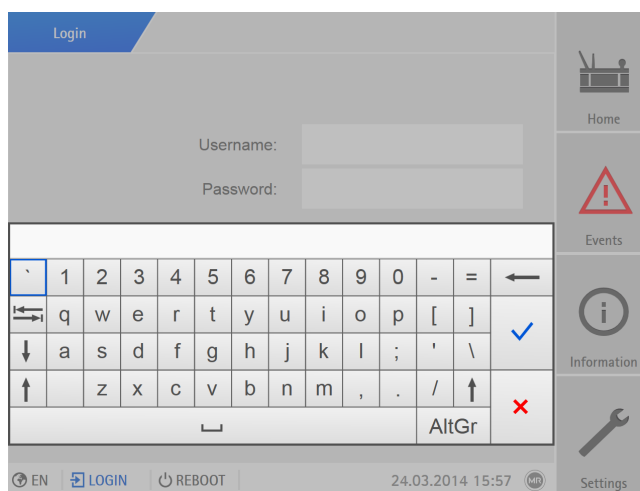 Login
Home
Username:
Password:
Events
` 1 2 3 4 5 6 7 8 9 0 - =
q w e r t y u i o p [ ]
a s d f g h j k l ; ' \
z x c v b n m , . /
AltGr
Information
EN LOGIN REBOOT 24.03.2014 15:57 MR
Settings